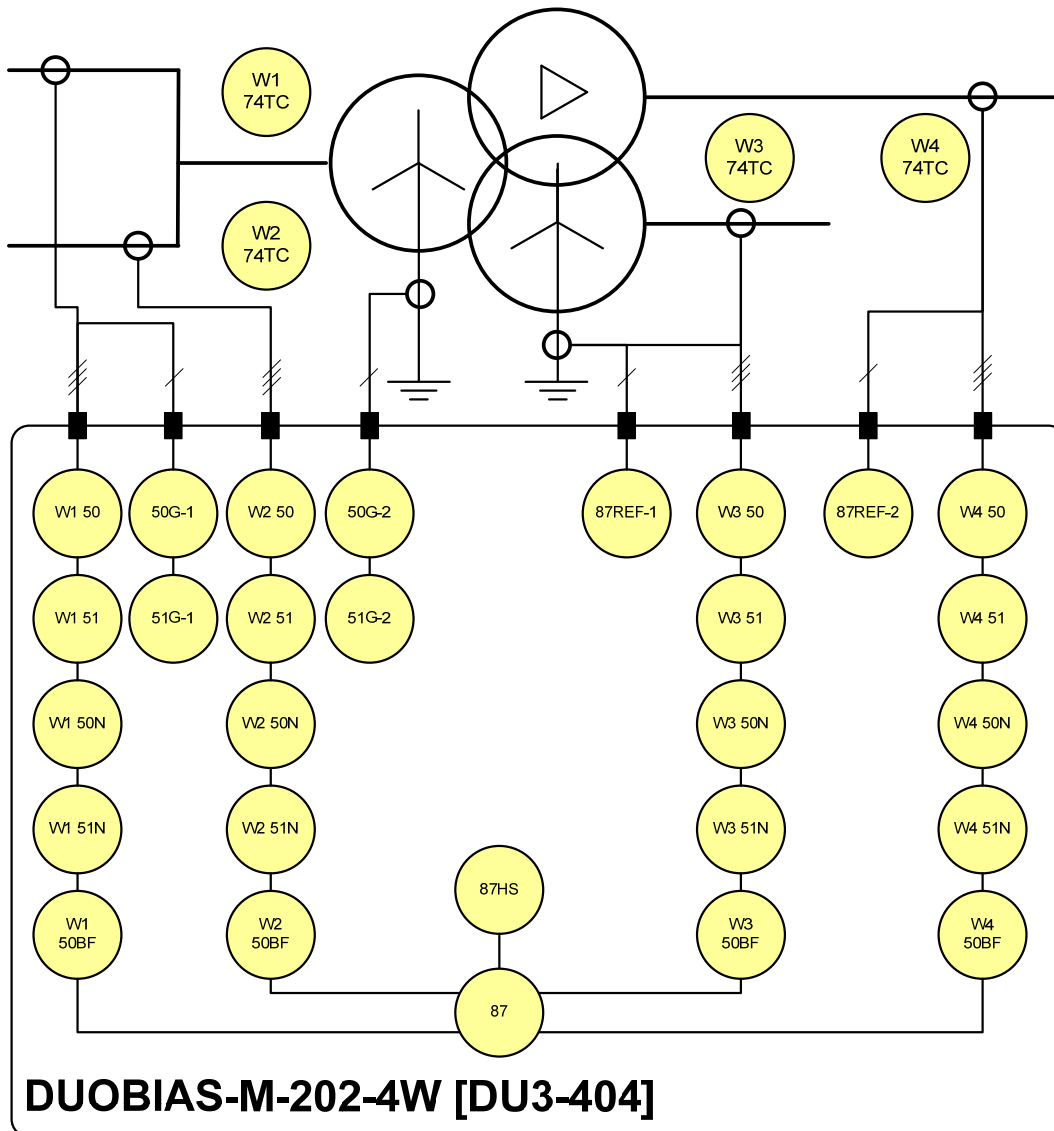 W1
74TC
W2
74TC
W3
74TC
W4
74TC
W1 50
50G-1
W2 50
50G-2
87REF-1
W3 50
87REF-2
W4 50
W1 51
51G-1
W2 51
51G-2
W3 51
W4 51
W1 50N
W2 50N
W3 50N
W4 50N
W1 51N
W2 51N
W3 51N
W4 51N
87HS
W1
50BF
W2
50BF
W3
50BF
W4
50BF
87
DUOBIAS-M-202-4W [DU3-404]